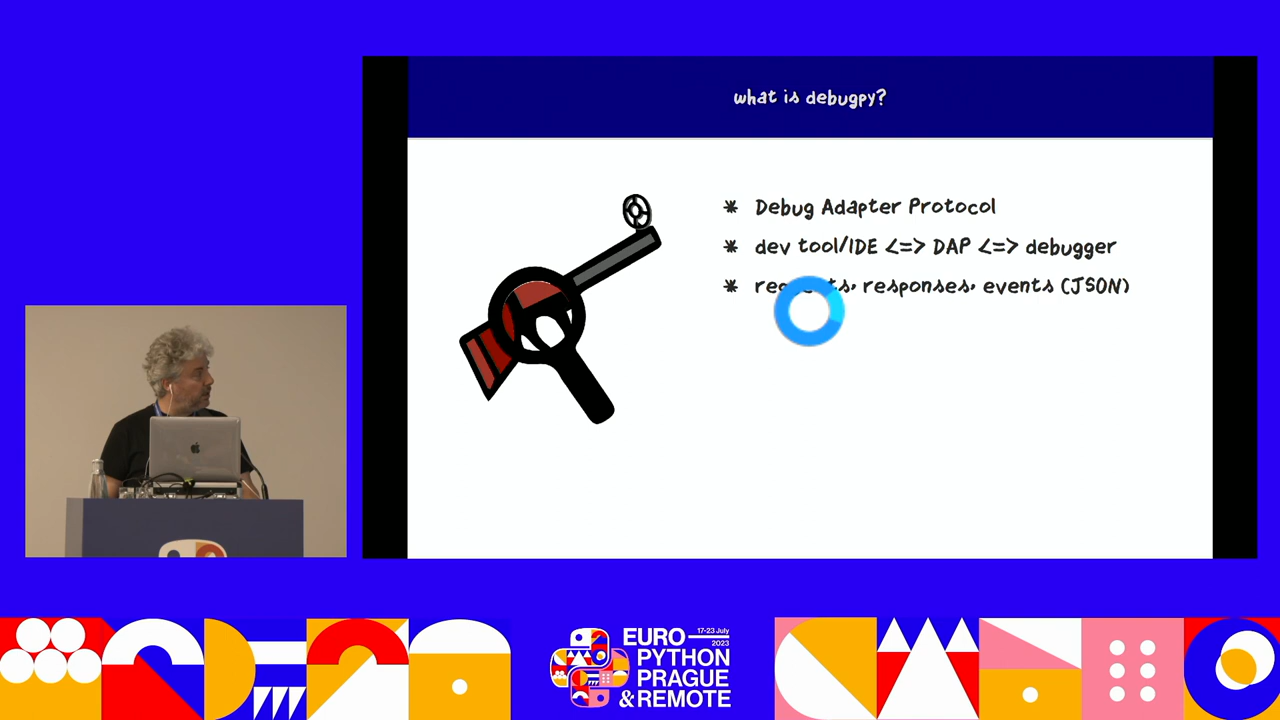 what is debugpy?
* Debug Adapter Protocol
* dev tool/IDE <=> DAP <=> debugger
* responses, events (JSON)
17-23 July
2023
EURO
PYTHON
PRAGUE
& REMOTE